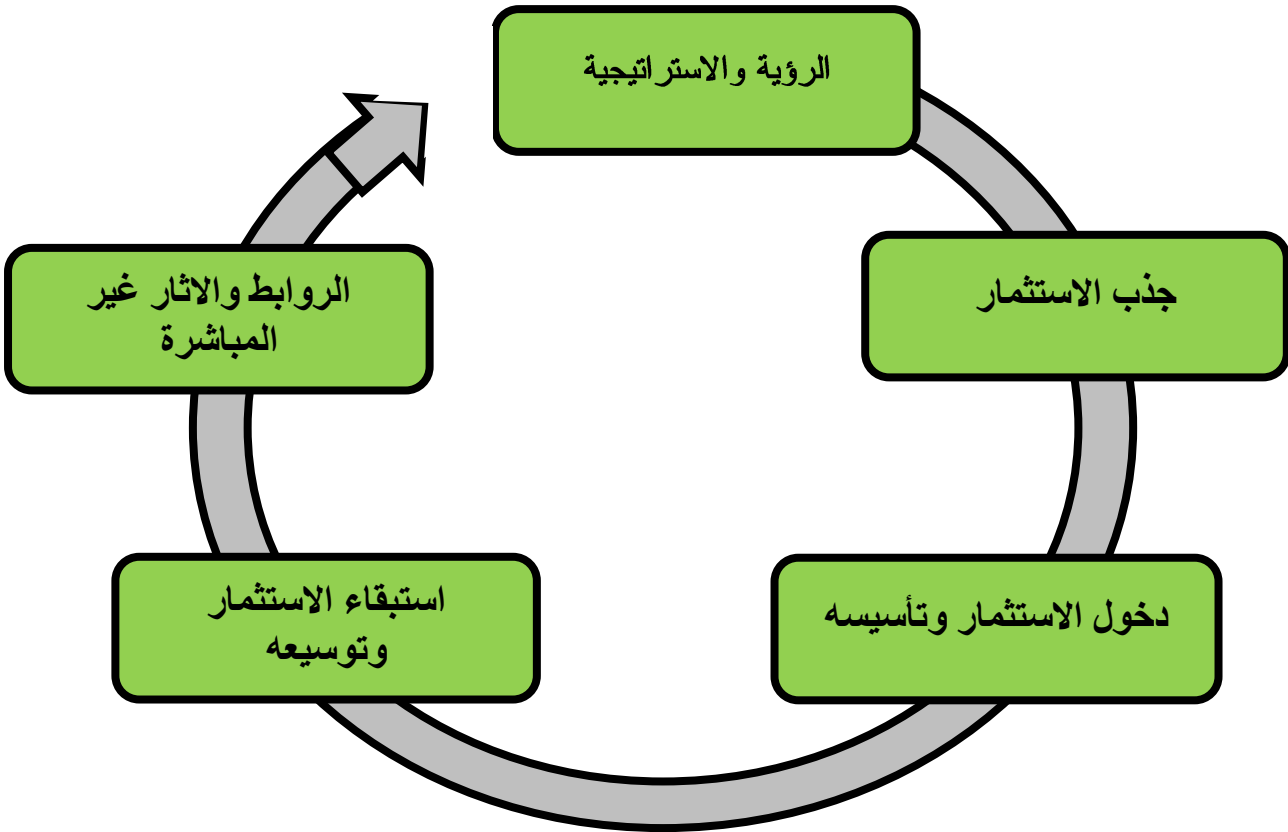 الرؤية والاستراتيجية
جذب الاستثمار
دخول الاستثمار وتأسيسه
استبقاء الاستثمار
وتوسيعه
الروابط والاثار غير
المباشرة